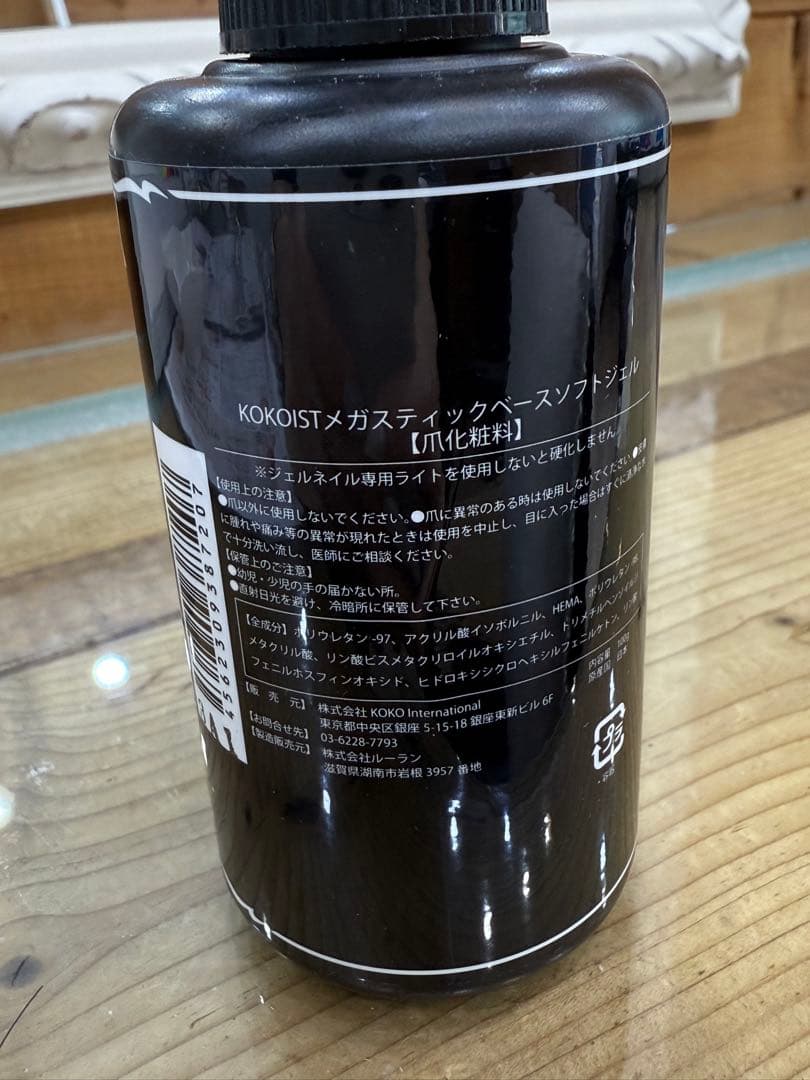 KOKOISTメガスティックベースソフトジェル
【爪化粧料】
※ジェルネイル専用ライトを使用しないと硬化しません。
【使用上の注意】
●爪以外に使用しないでください。●爪に異常のある時は使用しないでください。●皮膚
に腫れや痛み等の異常が現れたときは使用を中止し、目に入った場合はすぐに清浄な水
で十分洗い流し、医師にご相談ください。
【保管上のご注意】
●幼児・少児の手の届かない所。
●直射日光を避け、冷暗所に保管して下さい。
【全成分】ポリウレタン-97、アクリル酸イソボルニル、HEMA、ポリウレタン
メタクリル酸、リン酸ビスメタクリロイルオキシエチル、トリメチルベンゾイルジ
フェニルホスフィンオキシド、ヒドロキシシクロヘキシルフェニルケトン、リン酸
内容量 100g
原産国 日本
【販売元】 株式会社 KOKO International
東京都中央区銀座 5-15-18 銀座東新ビル 6F
【お問合せ先】 03-6228-7793
【製造販売元】 株式会社ルーラン
滋賀県湖南市岩根 3957 番地
4562309387207